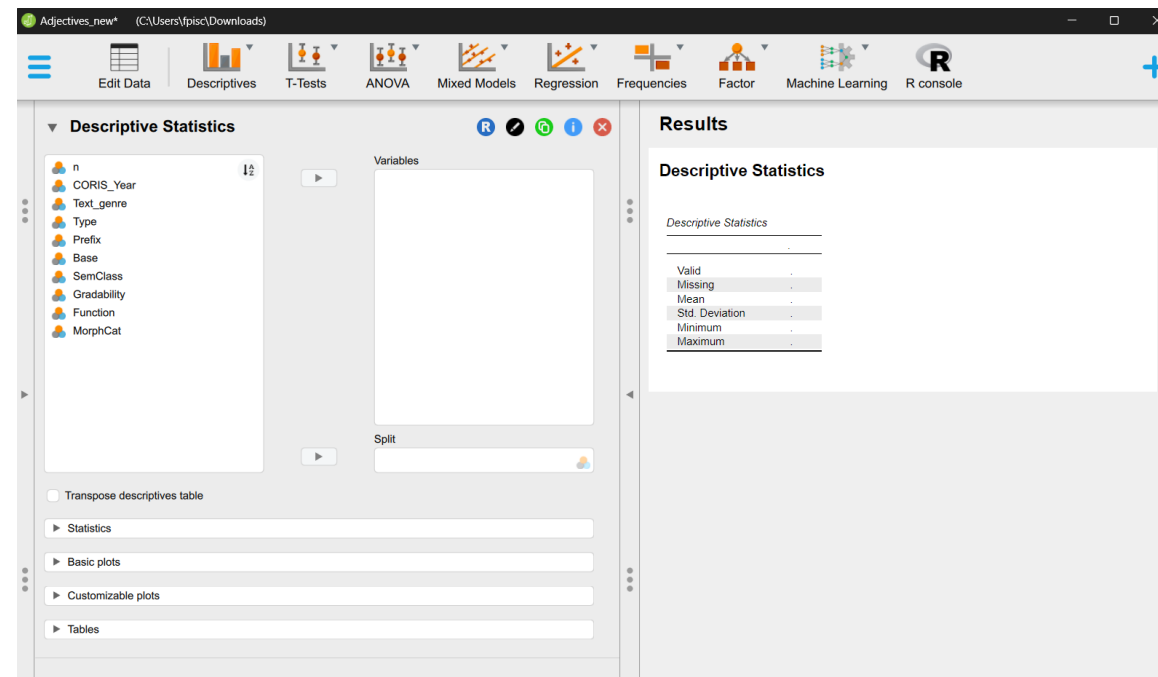 Adjectives_new* (C:\Users\fpisc\Downloads)
Edit Data Descriptives T-Tests ANOVA Mixed Models Regression Frequencies Factor Machine Learning R console
Descriptive Statistics
n
CORIS_Year
Text_genre
Type
Prefix
Base
SemClass
Gradability
Function
MorphCat
Variables
Split
Transpose descriptives table
Statistics
Basic plots
Customizable plots
Tables
Results
Descriptive Statistics
Descriptive Statistics
.
Valid .
Missing .
Mean .
Std. Deviation .
Minimum .
Maximum .